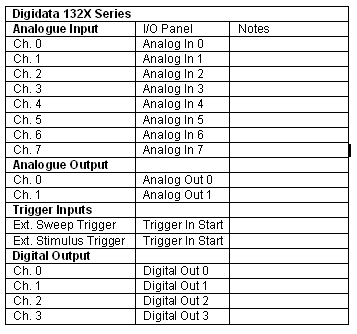 Digidata 132X Series
Analogue Input I/O Panel Notes
Ch. 0 Analog In 0
Ch. 1 Analog In 1
Ch. 2 Analog In 2
Ch. 3 Analog In 3
Ch. 4 Analog In 4
Ch. 5 Analog In 5
Ch. 6 Analog In 6
Ch. 7 Analog In 7
Analogue Output
Ch. 0 Analog Out 0
Ch. 1 Analog Out 1
Trigger Inputs
Ext. Sweep Trigger Trigger In Start
Ext. Stimulus Trigger Trigger In Start
Digital Output
Ch. 0 Digital Out 0
Ch. 1 Digital Out 1
Ch. 2 Digital Out 2
Ch. 3 Digital Out 3